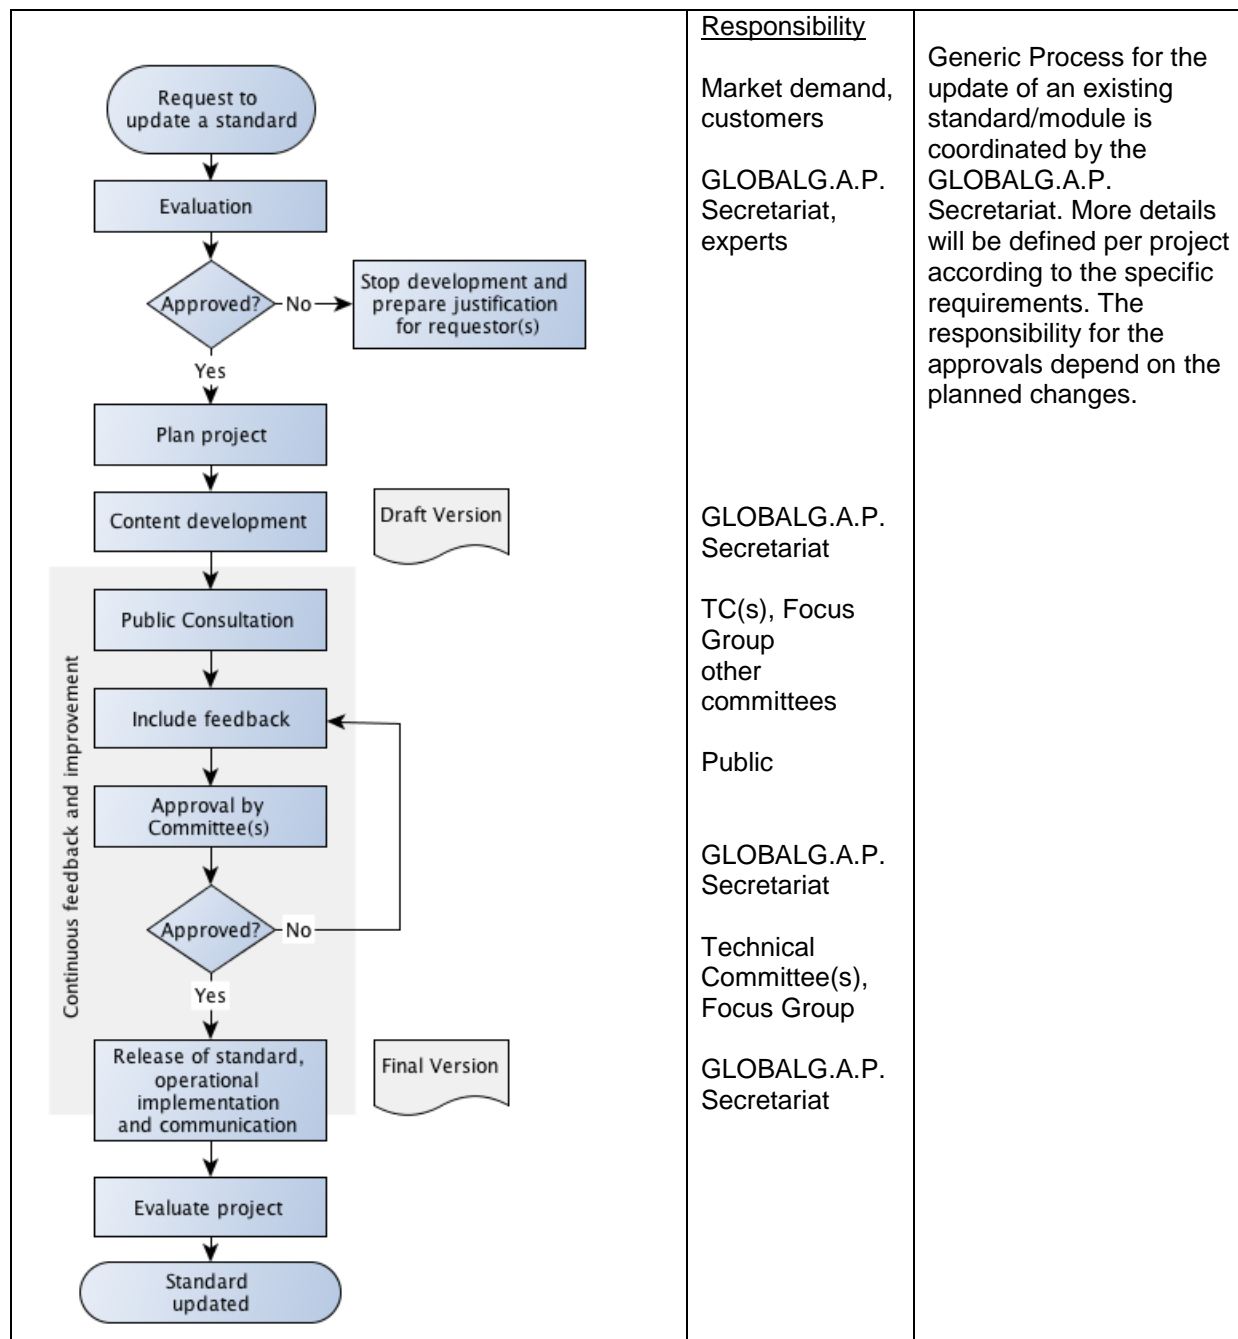 Request to
update a standard
Evaluation
Approved?
No
Stop development and
prepare justification
for requestor(s)
Yes
Plan project
Content development
Draft Version
Continuous feedback and improvement
Public Consultation
Include feedback
Approval by
Committee(s)
Approved?
No
Yes
Release of standard,
operational
implementation
and communication
Final Version
Evaluate project
Standard
updated
Responsibility
Market demand,
customers
GLOBALG.A.P.
Secretariat,
experts
GLOBALG.A.P.
Secretariat
TC(s), Focus
Group
other
committees
Public
GLOBALG.A.P.
Secretariat
Technical
Committee(s),
Focus Group
GLOBALG.A.P.
Secretariat
Generic Process for the
update of an existing
standard/module is
coordinated by the
GLOBALG.A.P.
Secretariat. More details
will be defined per project
according to the specific
requirements. The
responsibility for the
approvals depend on the
planned changes.